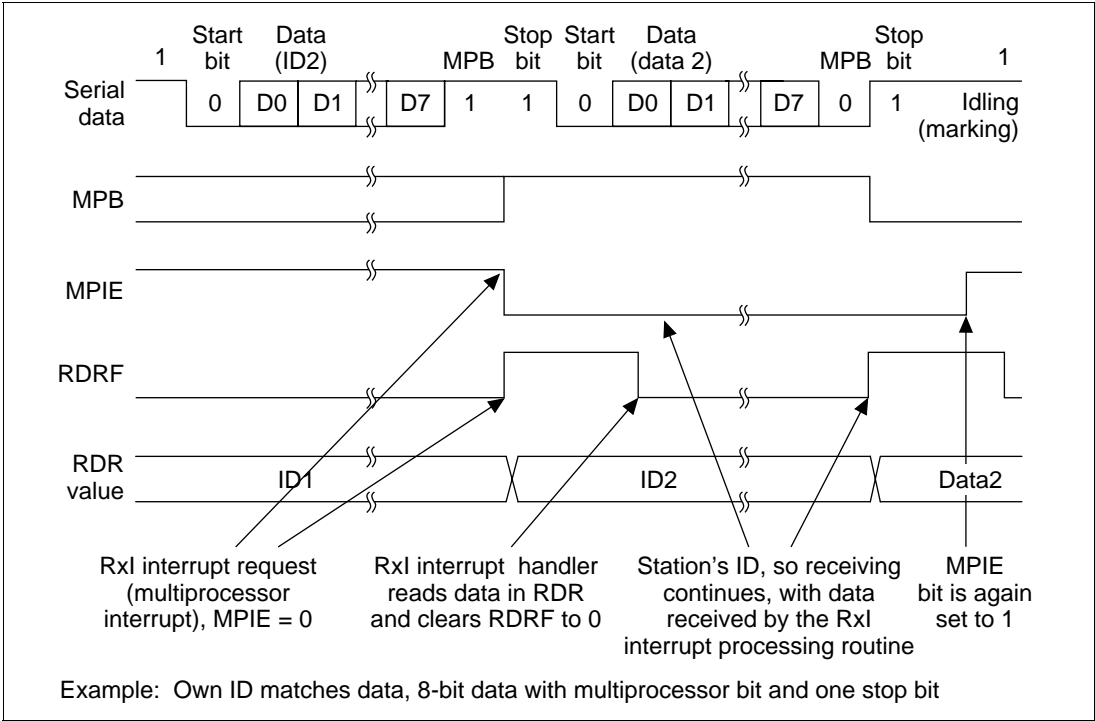 1 Start bit Data (ID2) MPB Stop bit Start bit Data (data 2) MPB Stop bit 1
Serial data 0 D0 D1 D7 1 1 0 D0 D1 D7 0 1 Idling (marking)
MPB
MPIE
RDRF
RDR value ID1 ID2 Data2
RxI interrupt request
(multiprocessor
interrupt), MPIE = 0
RxI interrupt handler
reads data in RDR
and clears RDRF to 0
Station's ID, so receiving
continues, with data
received by the RxI
interrupt processing routine
MPIE
bit is again
set to 1
Example: Own ID matches data, 8-bit data with multiprocessor bit and one stop bit